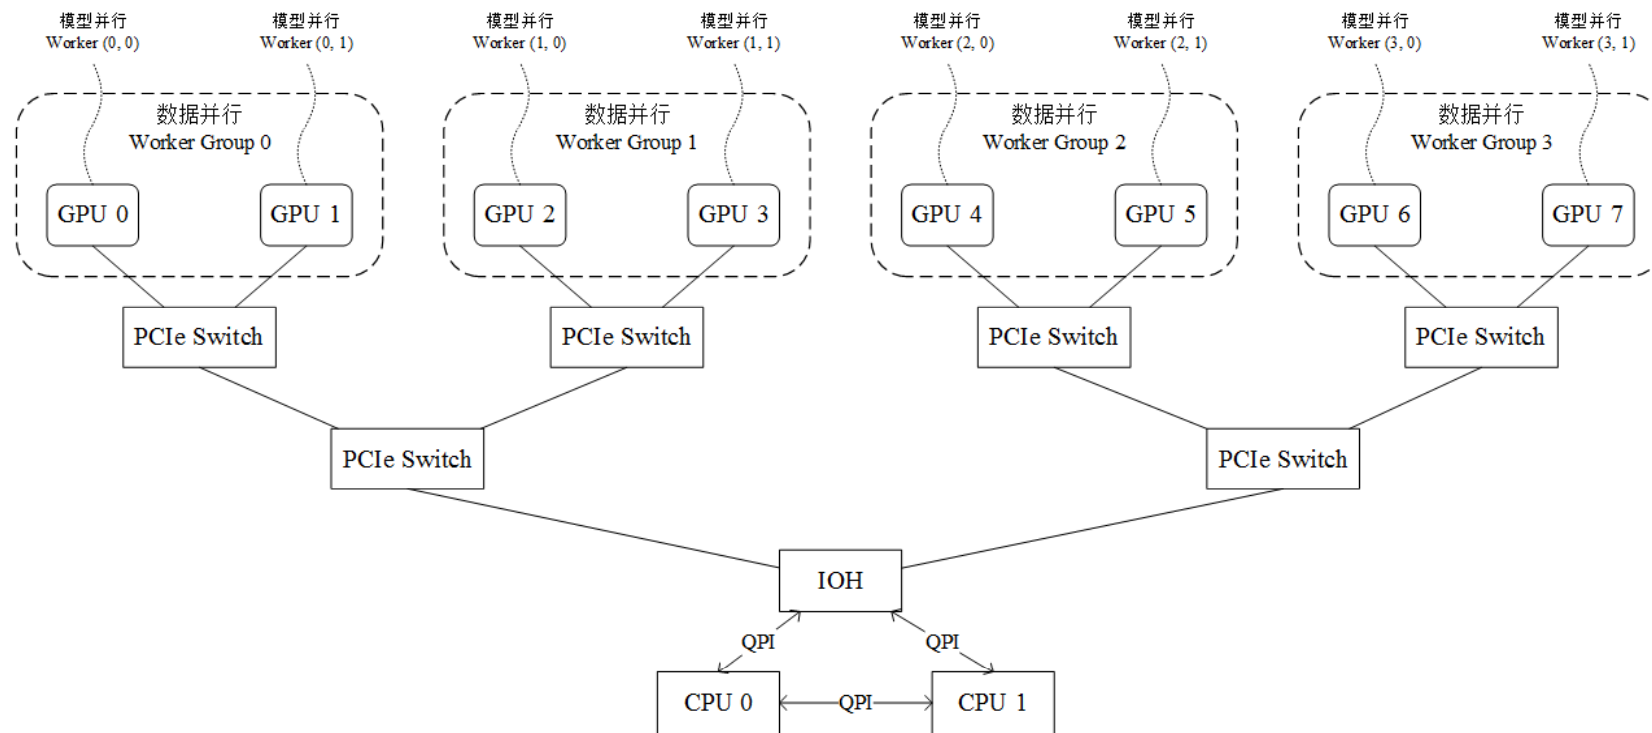 模型并行
Worker (0, 0)
模型并行
Worker (0, 1)
模型并行
Worker (1, 0)
模型并行
Worker (1, 1)
模型并行
Worker (2, 0)
模型并行
Worker (2, 1)
模型并行
Worker (3, 0)
模型并行
Worker (3, 1)
数据并行
Worker Group 0
数据并行
Worker Group 1
数据并行
Worker Group 2
数据并行
Worker Group 3
GPU 0
GPU 1
GPU 2
GPU 3
GPU 4
GPU 5
GPU 6
GPU 7
PCIe Switch
PCIe Switch
PCIe Switch
PCIe Switch
PCIe Switch
PCIe Switch
IOH
QPI
QPI
CPU 0
QPI
CPU 1